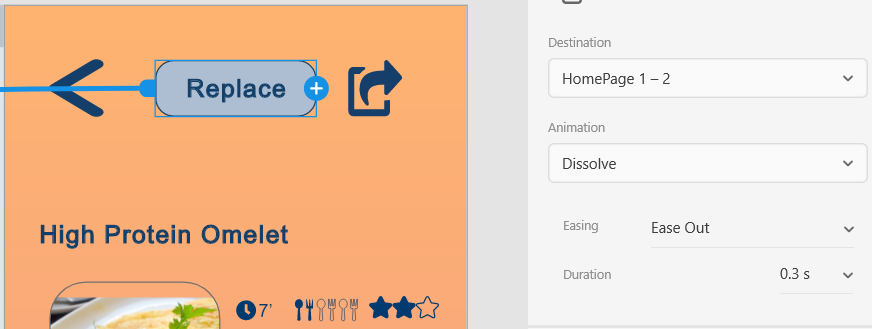 Destination
Replace
HomePage 1 – 2
Animation
Dissolve
Easing
Ease Out
High Protein Omelet
Duration
0.3 s
7'